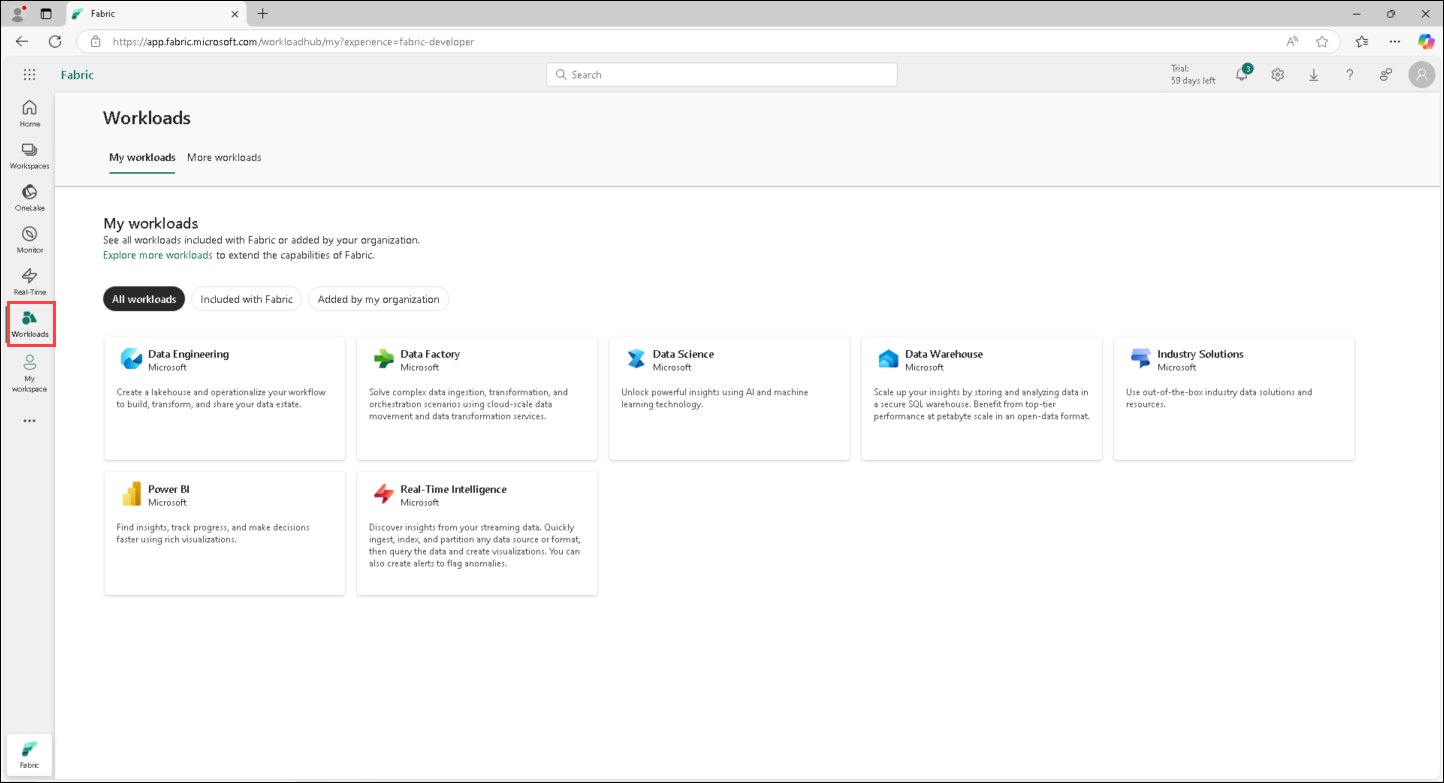 Fabric
https://app.fabric.microsoft.com/workloadhub/my?experience=fabric-developer
Fabric
Search
Trial:
59 days left
3
Home
Workspaces
OneLake
Monitor
Real-Time
Workloads
My
workspace
Fabric
Workloads
My workloads
More workloads
My workloads
See all workloads included with Fabric or added by your organization.
Explore more workloads to extend the capabilities of Fabric.
All workloads
Included with Fabric
Added by my organization
Data Engineering
Microsoft
Create a lakehouse and operationalize your workflow
to build, transform, and share your data estate.
Data Factory
Microsoft
Solve complex data ingestion, transformation, and
orchestration scenarios using cloud-scale data
movement and data transformation services.
Data Science
Microsoft
Unlock powerful insights using AI and machine
learning technology.
Data Warehouse
Microsoft
Scale up your insights by storing and analyzing data in
a secure SQL warehouse. Benefit from top-tier
performance at petabyte scale in an open-data format.
Industry Solutions
Microsoft
Use out-of-the-box industry data solutions and
resources.
Power BI
Microsoft
Find insights, track progress, and make decisions
faster using rich visualizations.
Real-Time Intelligence
Microsoft
Discover insights from your streaming data. Quickly
ingest, index, and partition any data source or format,
then query the data and create visualizations. You can
also create alerts to flag anomalies.